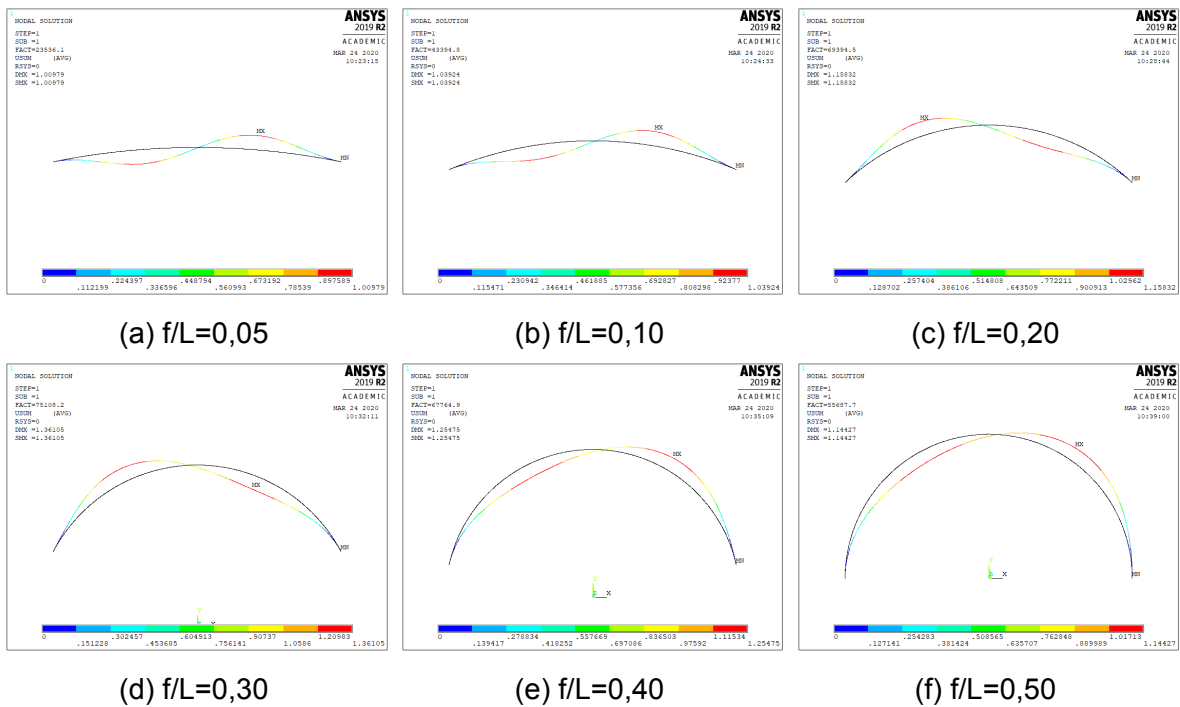 1
NODAL SOLUTION
STEP=1
SUB =1
FACT=23536.1
USUM (AVG)
RSYS=0
DMX =1.00979
SMX =1.00979
ANSYS
2019 R2
ACADEMIC
MAR 24 2020
10:23:15
MX
MN
0 .224397 .448794 .673192 .897589
.112199 .336596 .560993 .78539 1.00979
(a) f/L=0,05
NODAL SOLUTION
STEP=1
SUB =1
FACT=43394.8
USUM (AVG)
RSYS=0
DMX =1.03924
SMX =1.03924
ANSYS
2019 R2
ACADEMIC
MAR 24 2020
10:24:33
MX
MN
0 .230942 .461885 .692827 .92377
.115471 .346414 .577356 .808298 1.03924
(b) f/L=0,10
1
NODAL SOLUTION
STEP=1
SUB =1
FACT=69394.5
USUM (AVG)
RSYS=0
DMX =1.15832
SMX =1.15832
ANSYS
2019 R2
ACADEMIC
MAR 24 2020
10:28:44
MX
MN
0 .257404 .514808 .772211 1.02962
.128702 .386106 .643509 .900913 1.15832
(c) f/L=0,20
1
NODAL SOLUTION
STEP=1
SUB =1
FACT=75108.2
USUM (AVG)
RSYS=0
DMX =1.36105
SMX =1.36105
ANSYS
2019 R2
ACADEMIC
MAR 24 2020
10:32:11
MX
MN
Y
0 .302457 .604913 .90737 1.20983
.151228 .453685 .756141 1.0586 1.36105
(d) f/L=0,30
1
NODAL SOLUTION
STEP=1
SUB =1
FACT=67764.9
USUM (AVG)
RSYS=0
DMX =1.25475
SMX =1.25475
ANSYS
2019 R2
ACADEMIC
MAR 24 2020
10:35:09
MX
MN
Y
X
0 .278834 .557669 .836503 1.11534
.139417 .418252 .697086 .97592 1.25475
(e) f/L=0,40
1
NODAL SOLUTION
STEP=1
SUB =1
FACT=55687.7
USUM (AVG)
RSYS=0
DMX =1.14427
SMX =1.14427
ANSYS
2019 R2
ACADEMIC
MAR 24 2020
10:39:00
MX
MN
Y
X
0 .254283 .508565 .762848 1.01713
.127141 .381424 .635707 .889989 1.14427
(f) f/L=0,50